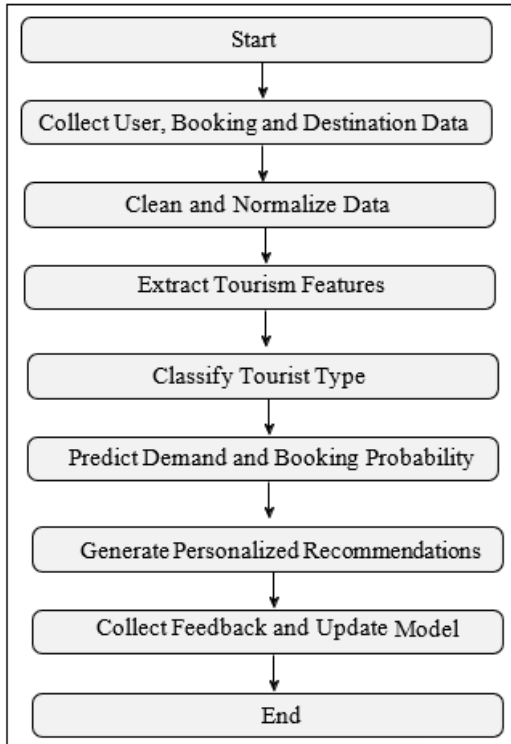 Start
Collect User, Booking and Destination Data
Clean and Normalize Data
Extract Tourism Features
Classify Tourist Type
Predict Demand and Booking Probability
Generate Personalized Recommendations
Collect Feedback and Update Model
End